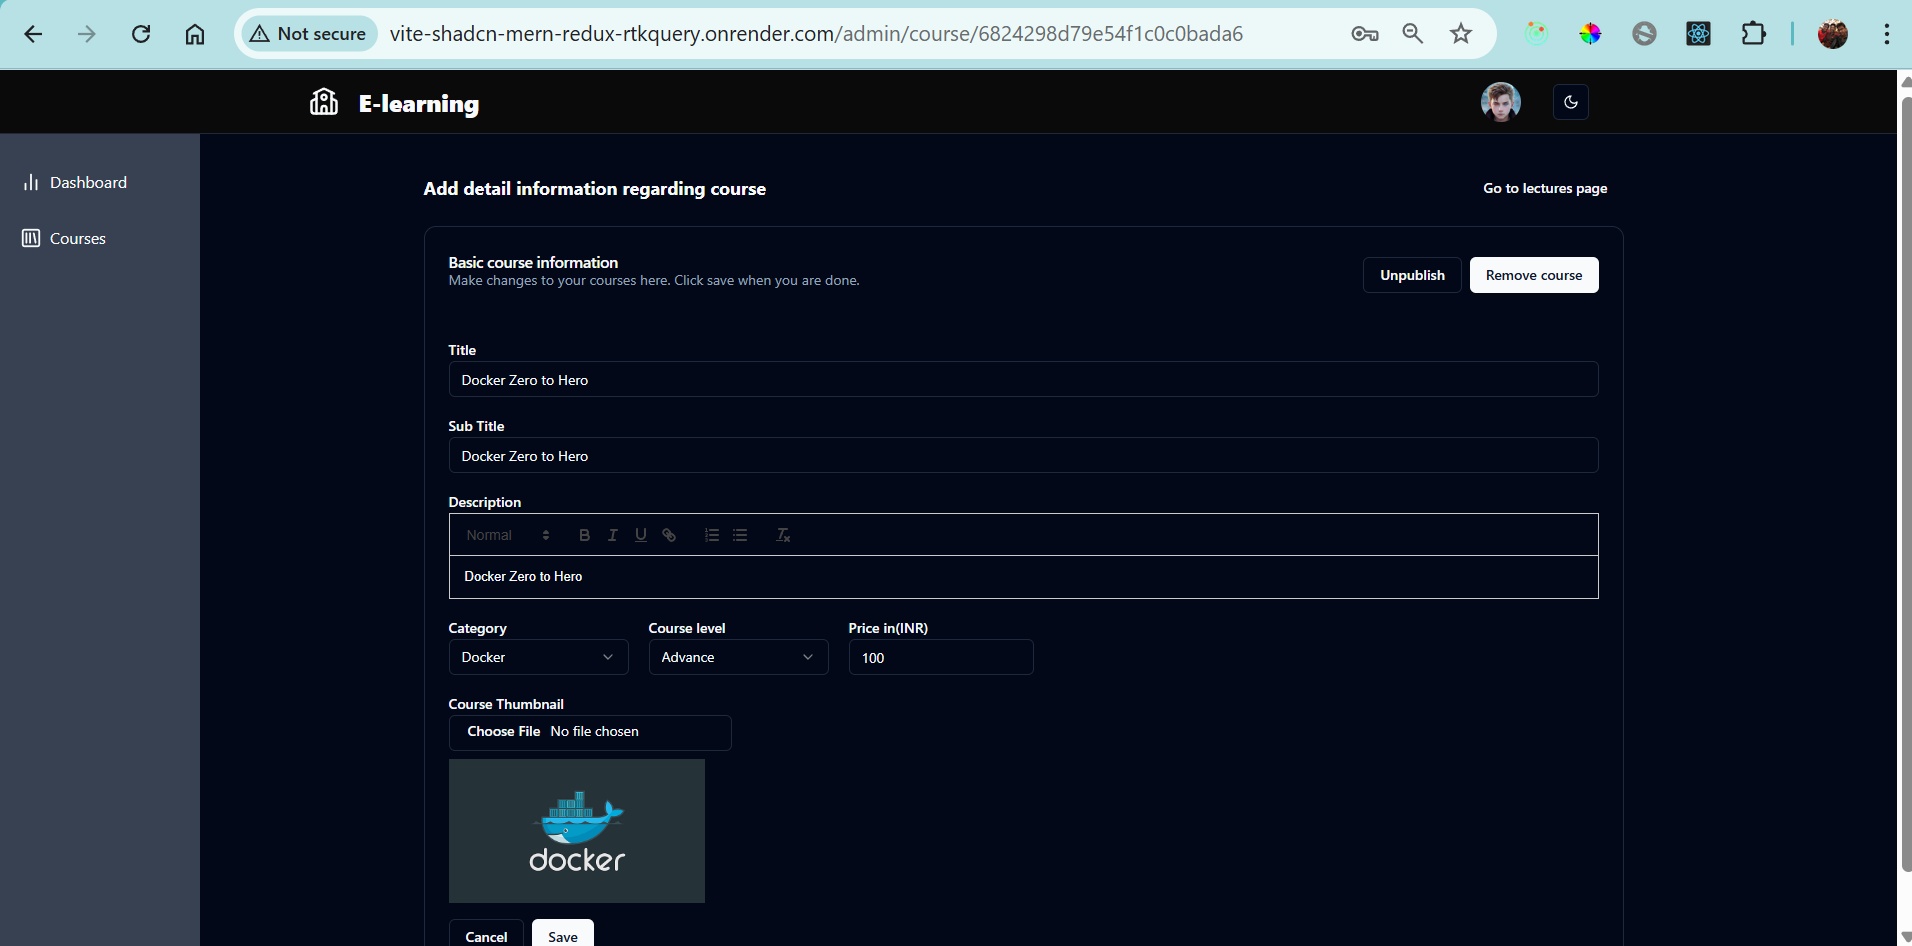 Not secure vite-shadcn-mern-redux-rtkquery.onrender.com/admin/course/6824298d79e54f1c0c0bada6
E-learning
Dashboard
Courses
Add detail information regarding course
Go to lectures page
Basic course information
Make changes to your courses here. Click save when you are done.
Unpublish
Remove course
Title
Docker Zero to Hero
Sub Title
Docker Zero to Hero
Description
Normal B I U Tx
Docker Zero to Hero
Category Course level Price in(INR)
Docker Advance 100
Course Thumbnail
Choose File No file chosen
docker
Cancel Save